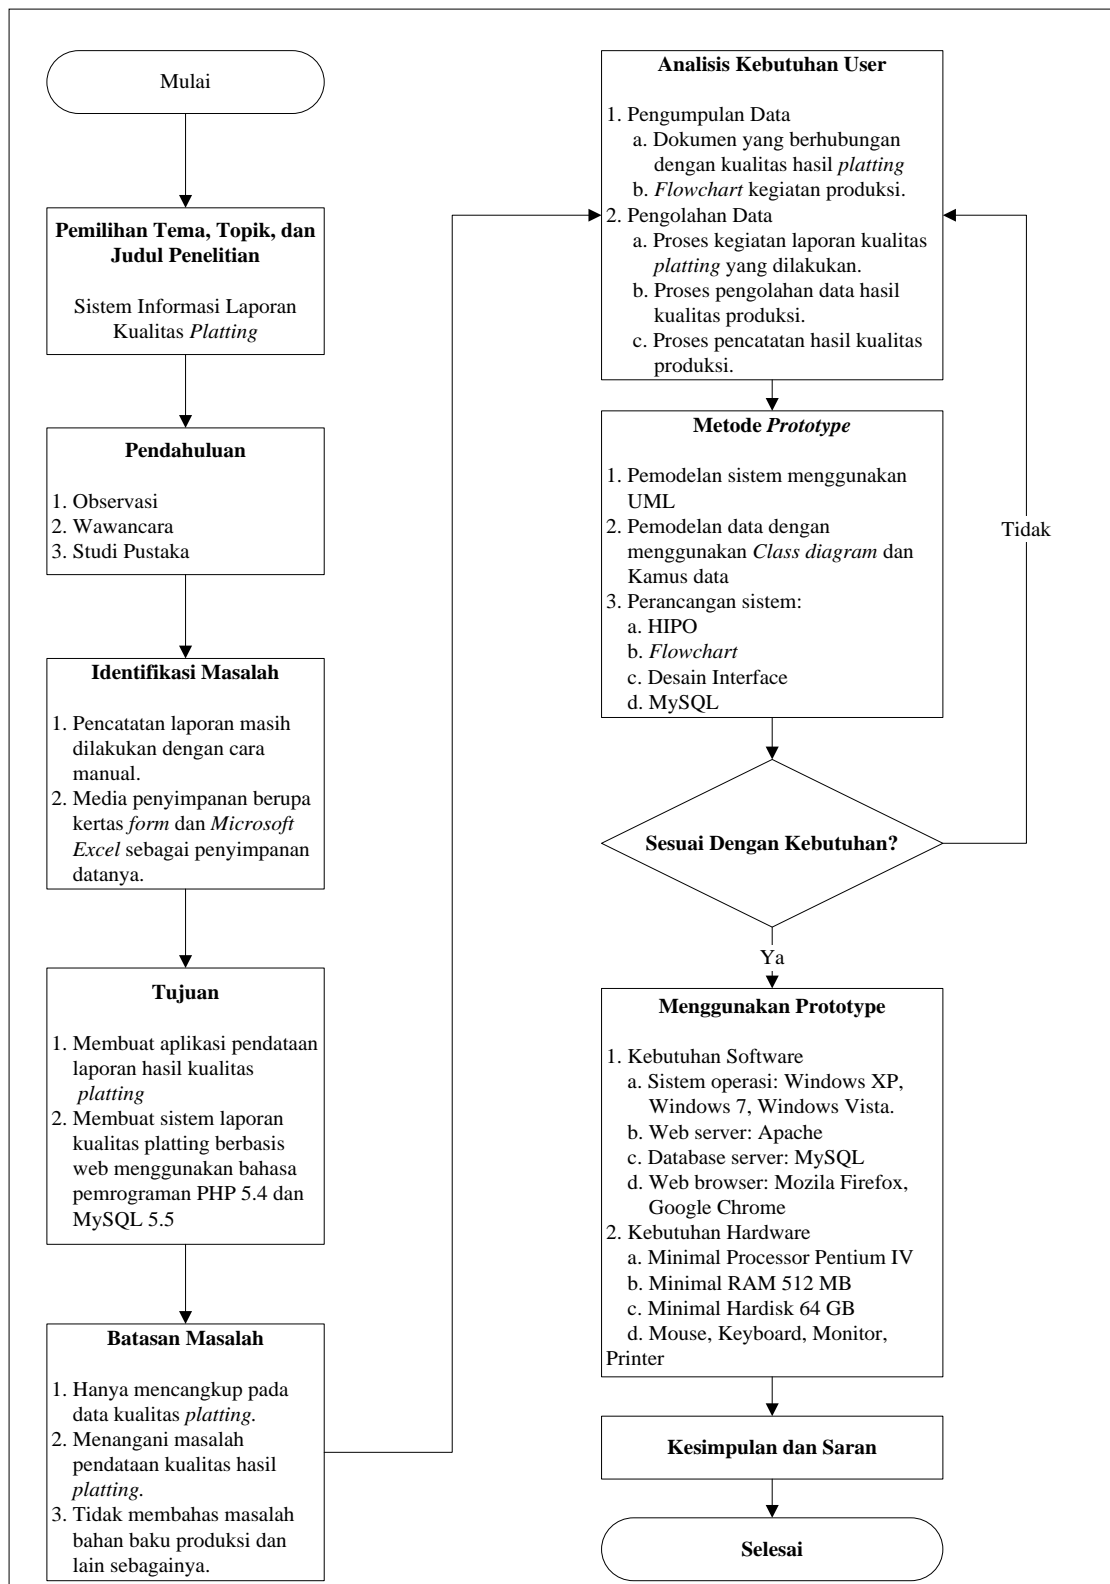 Mulai
Pemilihan Tema, Topik, dan
Judul Penelitian
Sistem Informasi Laporan
Kualitas Platting
Pendahuluan
1. Observasi
2. Wawancara
3. Studi Pustaka
Identifikasi Masalah
1. Pencatatan laporan masih
dilakukan dengan cara
manual.
2. Media penyimpanan berupa
kertas form dan Microsoft
Excel sebagai penyimpanan
datanya.
Tujuan
1. Membuat aplikasi pendataan
laporan hasil kualitas
platting
2. Membuat sistem laporan
kualitas platting berbasis
web menggunakan bahasa
pemrograman PHP 5.4 dan
MySQL 5.5
Batasan Masalah
1. Hanya mencangkup pada
data kualitas platting.
2. Menangani masalah
pendataan kualitas hasil
platting.
3. Tidak membahas masalah
bahan baku produksi dan
lain sebagainya.
Analisis Kebutuhan User
1. Pengumpulan Data
a. Dokumen yang berhubungan
dengan kualitas hasil platting
b. Flowchart kegiatan produksi.
2. Pengolahan Data
a. Proses kegiatan laporan kualitas
platting yang dilakukan.
b. Proses pengolahan data hasil
kualitas produksi.
c. Proses pencatatan hasil kualitas
produksi.
Metode Prototype
1. Pemodelan sistem menggunakan
UML
2. Pemodelan data dengan
menggunakan Class diagram dan
Kamus data
3. Perancangan sistem:
a. HIPO
b. Flowchart
c. Desain Interface
d. MySQL
Tidak
Sesuai Dengan Kebutuhan?
Ya
Menggunakan Prototype
1. Kebutuhan Software
a. Sistem operasi: Windows XP,
Windows 7, Windows Vista.
b. Web server: Apache
c. Database server: MySQL
d. Web browser: Mozila Firefox,
Google Chrome
2. Kebutuhan Hardware
a. Minimal Processor Pentium IV
b. Minimal RAM 512 MB
c. Minimal Hardisk 64 GB
d. Mouse, Keyboard, Monitor,
Printer
Kesimpulan dan Saran
Selesai